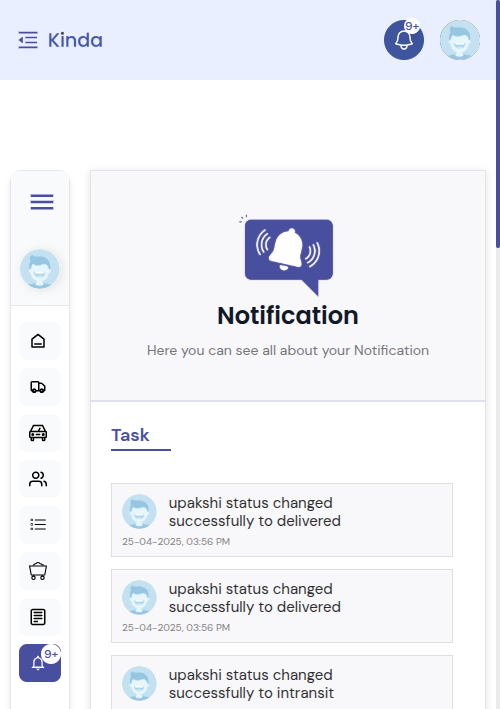 Kinda
9+
Notification
Here you can see all about your Notification
Task
upakshi status changed
successfully to delivered
25-04-2025, 03:56 PM
upakshi status changed
successfully to delivered
25-04-2025, 03:56 PM
upakshi status changed
successfully to intransit
9+